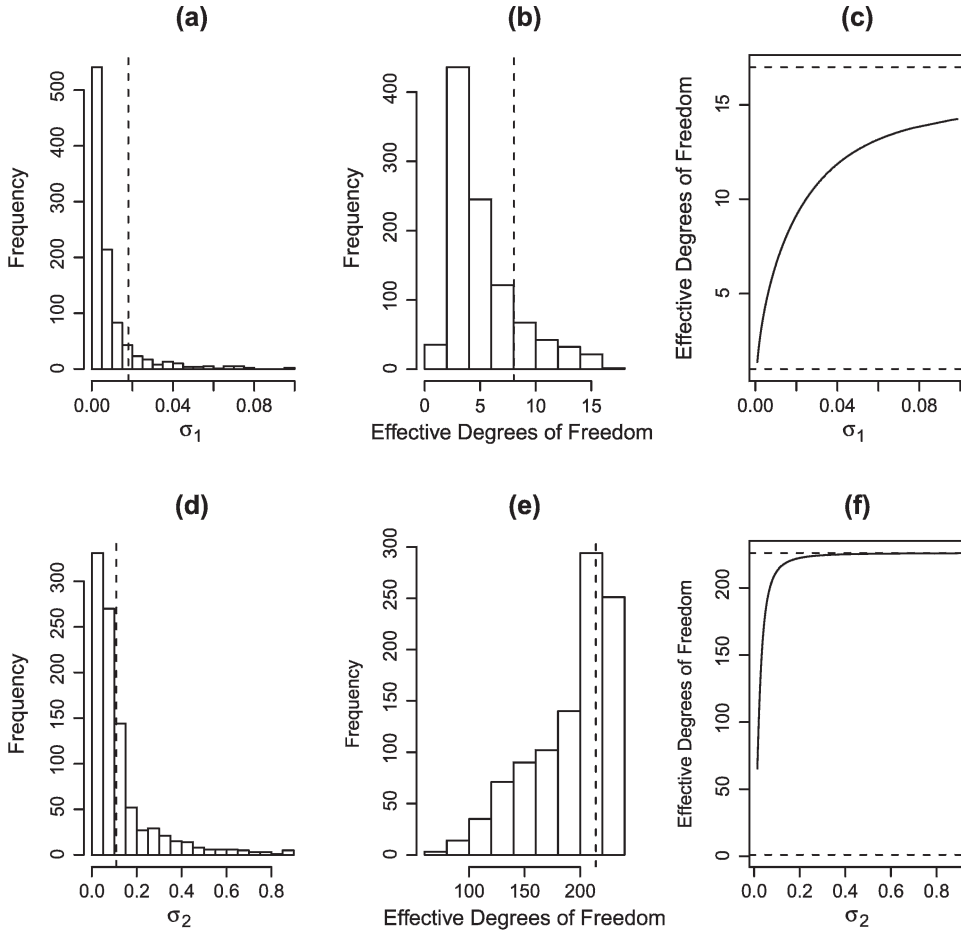 (a)
Frequency
0 100 200 300 400 500
0.00 0.04 0.08
σ1
(b)
Frequency
0 100 200 300 400
0 5 10 15
Effective Degrees of Freedom
(c)
Effective Degrees of Freedom
5 10 15
0.00 0.04 0.08
σ1
(d)
Frequency
0 50 100 150 200 250 300
0.0 0.2 0.4 0.6 0.8
σ2
(e)
Frequency
0 50 100 150 200 250 300
100 150 200
Effective Degrees of Freedom
(f)
Effective Degrees of Freedom
0 50 100 150 200
0.0 0.2 0.4 0.6 0.8
σ2